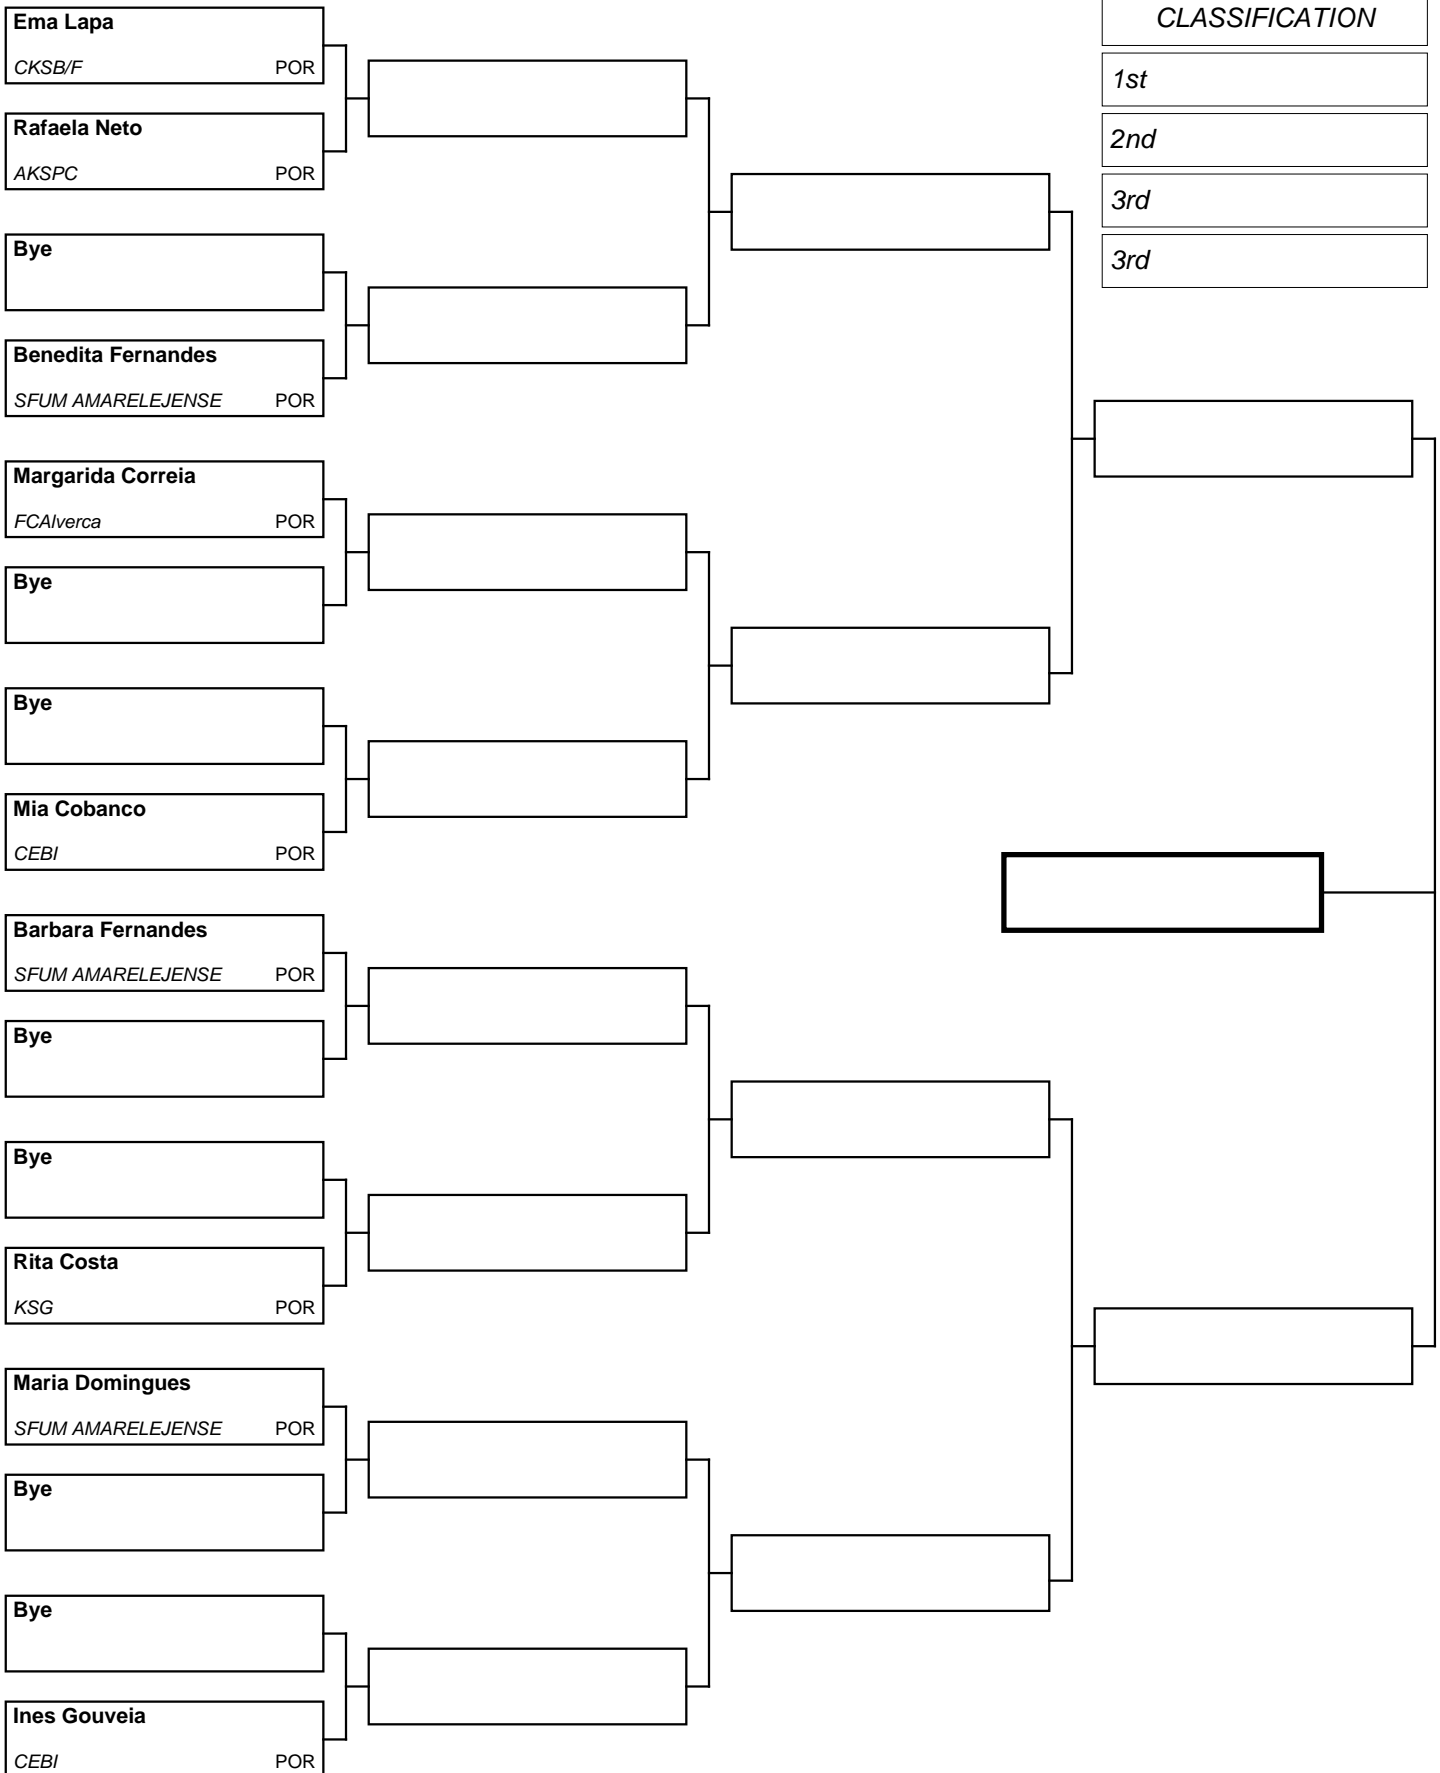 Ema Lapa
CKSB/F POR
Rafaela Neto
AKSPC POR
Bye
Benedita Fernandes
SFUM AMARELEJENSE POR
Margarida Correia
FCAlverca POR
Bye
Bye
Mia Cobanco
CEBI POR
Barbara Fernandes
SFUM AMARELEJENSE POR
Bye
Bye
Rita Costa
KSG POR
Maria Domingues
SFUM AMARELEJENSE POR
Bye
Bye
Ines Gouveia
CEBI POR
CLASSIFICATION
1st
2nd
3rd
3rd